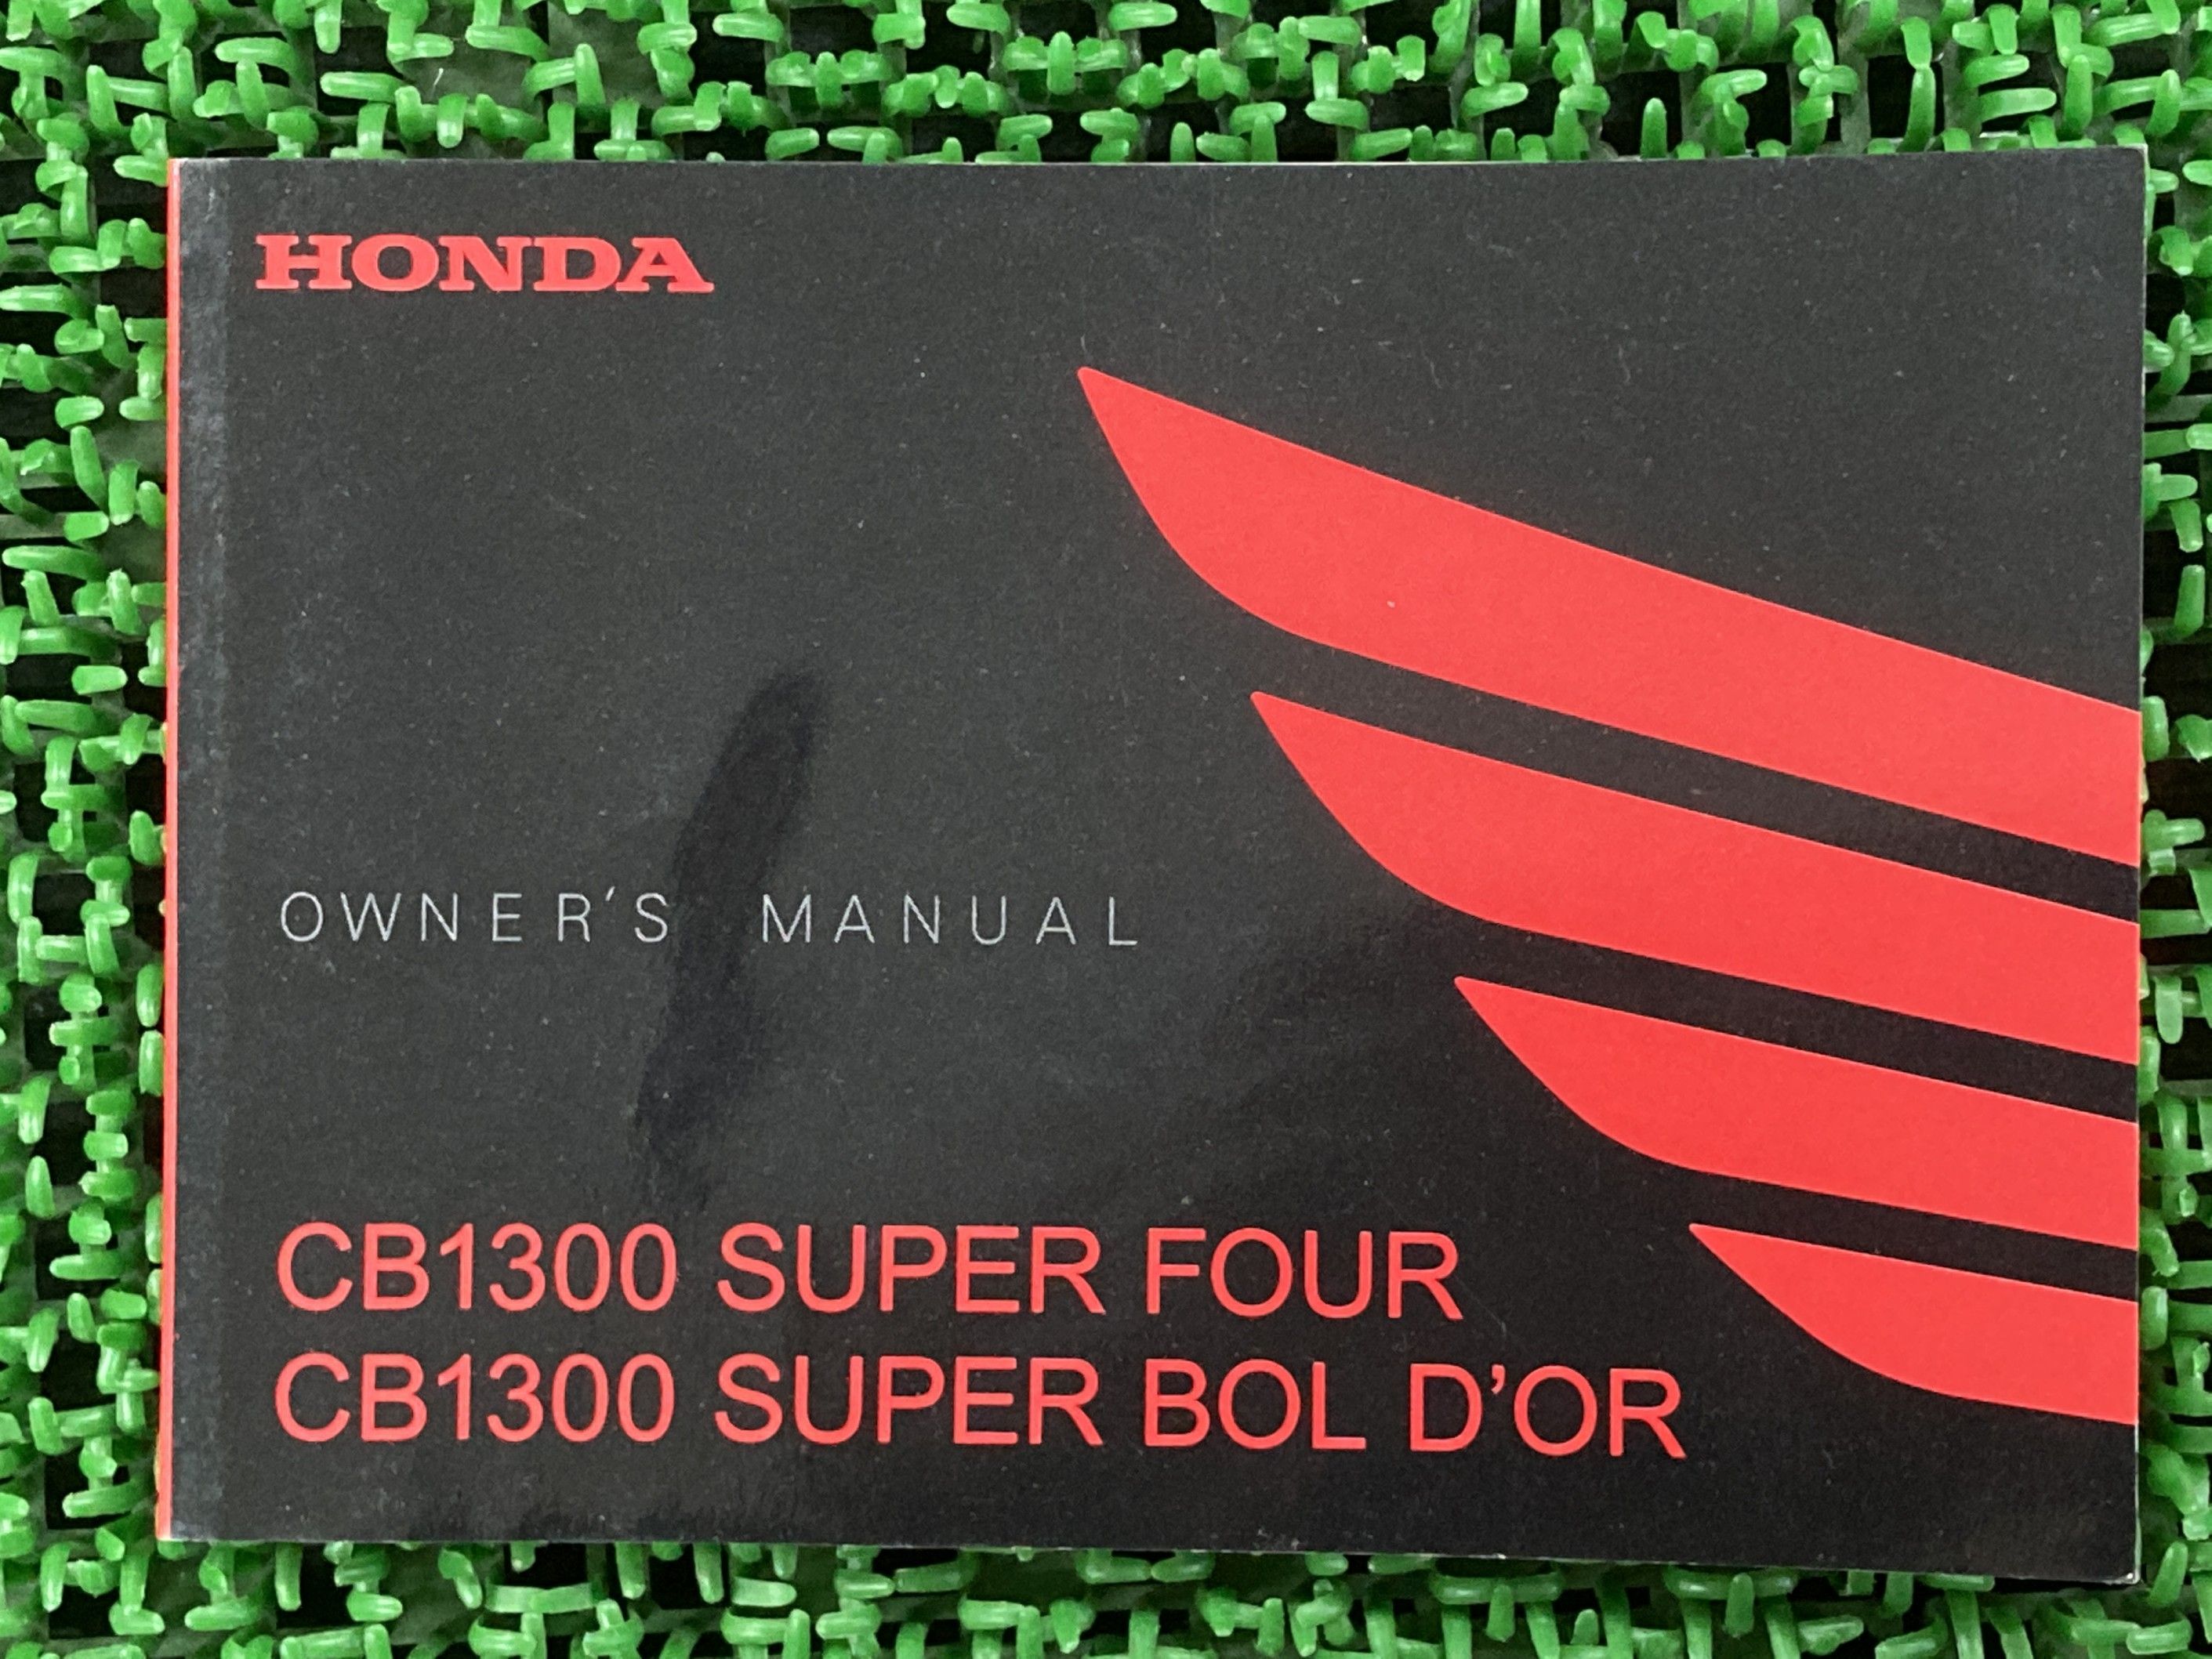 HONDA
OWNER'S MANUAL
CB1300 SUPER FOUR
CB1300 SUPER BOL D'OR